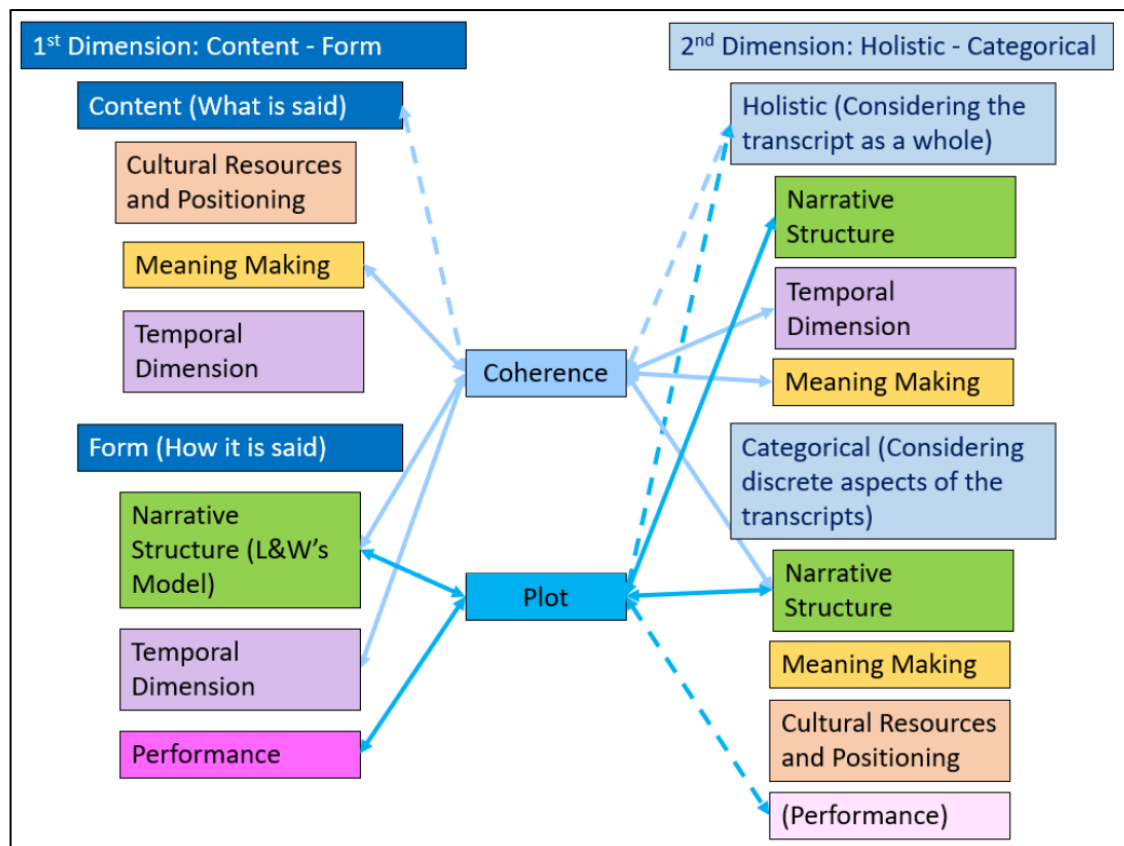 1st Dimension: Content - Form
Content (What is said)
Cultural Resources
and Positioning
Meaning Making
Temporal
Dimension
Form (How it is said)
Narrative
Structure (L&W’s
Model)
Temporal
Dimension
Performance
Coherence
Plot
2nd Dimension: Holistic - Categorical
Holistic (Considering the
transcript as a whole)
Narrative
Structure
Temporal
Dimension
Meaning Making
Categorical (Considering
discrete aspects of the
transcripts)
Narrative
Structure
Meaning Making
Cultural Resources
and Positioning
(Performance)